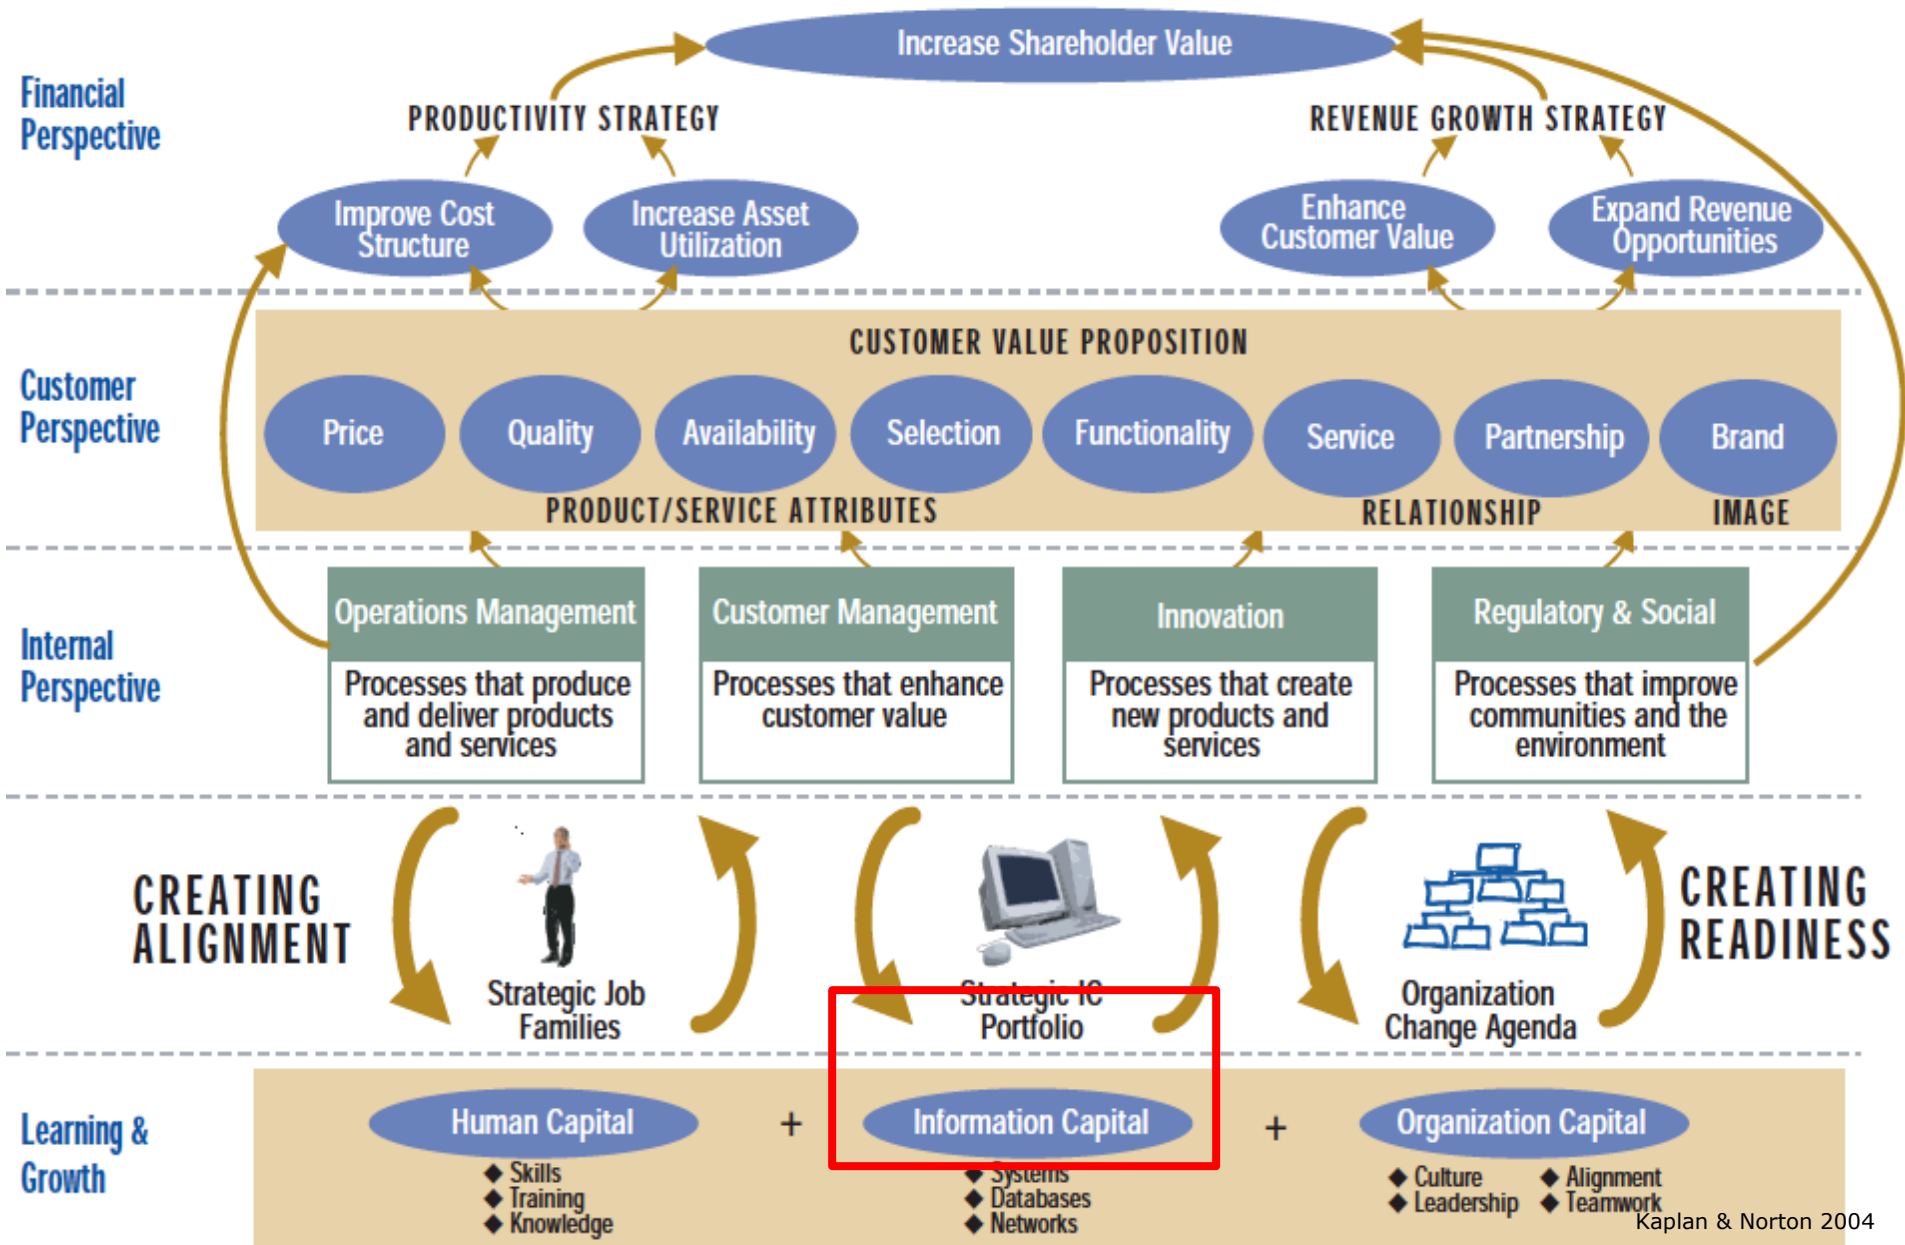 Increase Shareholder Value
Financial
Perspective
PRODUCTIVITY STRATEGY
REVENUE GROWTH STRATEGY
Improve Cost
Structure
Increase Asset
Utilization
Enhance
Customer Value
Expand Revenue
Opportunities
CUSTOMER VALUE PROPOSITION
Customer
Perspective
Price
Quality
Availability
Selection
Functionality
Service
Partnership
Brand
PRODUCT/SERVICE ATTRIBUTES
RELATIONSHIP
IMAGE
Internal
Perspective
Operations Management
Processes that produce
and deliver products
and services
Customer Management
Processes that enhance
customer value
Innovation
Processes that create
new products and
services
Regulatory & Social
Processes that improve
communities and the
environment
CREATING
ALIGNMENT
Strategic Job
Families
Strategic IC
Portfolio
Organization
Change Agenda
CREATING
READINESS
Learning &
Growth
Human Capital
◆ Skills
◆ Training
◆ Knowledge
+
Information Capital
◆ Systems
◆ Databases
◆ Networks
+
Organization Capital
◆ Culture
◆ Leadership
◆ Alignment
◆ Teamwork
Kaplan & Norton 2004